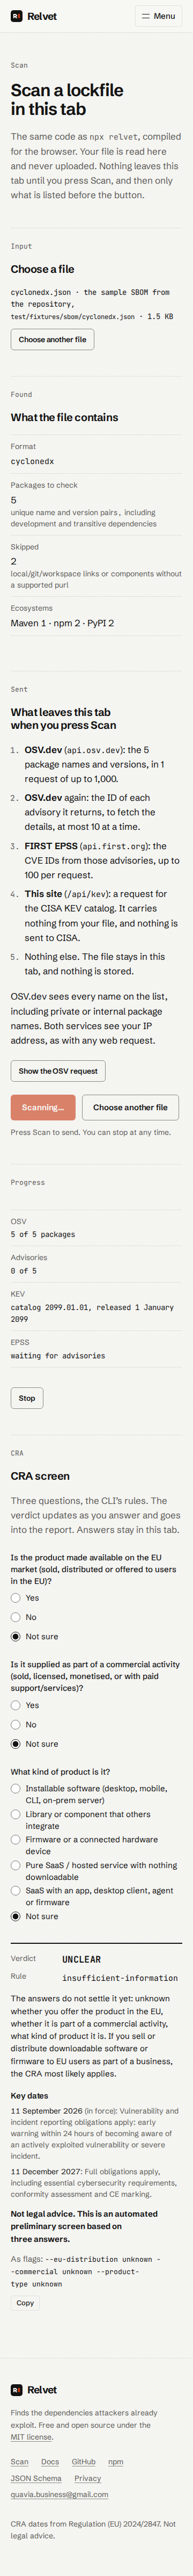 Relvet
Menu
Scan
Scan a lockfile
in this tab
The same code as npx relvet, compiled
for the browser. Your file is read here
and never uploaded. Nothing leaves this
tab until you press Scan, and then only
what is listed before the button.
Input
Choose a file
cyclonedx.json · the sample SBOM from
the repository,
test/fixtures/sbom/cyclonedx.json · 1.5 KB
Choose another file
Found
What the file contains
Format
cyclonedx
Packages to check
5
unique name and version pairs, including
development and transitive dependencies
Skipped
2
local/git/workspace links or components without
a supported purl
Ecosystems
Maven 1 · npm 2 · PyPI 2
Sent
What leaves this tab
when you press Scan
1. OSV.dev (api.osv.dev): the 5
package names and versions, in 1
request of up to 1,000.
2. OSV.dev again: the ID of each
advisory it returns, to fetch the
details, at most 10 at a time.
3. FIRST EPSS (api.first.org): the
CVE IDs from those advisories, up to
100 per request.
4. This site (/api/kev): a request for
the CISA KEV catalog. It carries
nothing from your file, and nothing is
sent to CISA.
5. Nothing else. The file stays in this
tab, and nothing is stored.
OSV.dev sees every name on the list,
including private or internal package
names. Both services see your IP
address, as with any web request.
Show the OSV request
Scanning…
Choose another file
Press Scan to send. You can stop at any time.
Progress
OSV
5 of 5 packages
Advisories
0 of 5
KEV
catalog 2099.01.01, released 1 January
2099
EPSS
waiting for advisories
Stop
CRA
CRA screen
Three questions, the CLI's rules. The
verdict updates as you answer and goes
into the report. Answers stay in this tab.
Is the product made available on the EU
market (sold, distributed or offered to users
in the EU)?
Yes
No
Not sure
Is it supplied as part of a commercial activity
(sold, licensed, monetised, or with paid
support/services)?
Yes
No
Not sure
What kind of product is it?
Installable software (desktop, mobile,
CLI, on-prem server)
Library or component that others
integrate
Firmware or a connected hardware
device
Pure SaaS / hosted service with nothing
downloadable
SaaS with an app, desktop client, agent
or firmware
Not sure
Verdict UNCLEAR
Rule insufficient-information
The answers do not settle it yet: unknown
whether you offer the product in the EU,
whether it is part of a commercial activity,
what kind of product it is. If you sell or
distribute downloadable software or
firmware to EU users as part of a business,
the CRA most likely applies.
Key dates
11 September 2026 (in force): Vulnerability and
incident reporting obligations apply: early
warning within 24 hours of becoming aware of
an actively exploited vulnerability or severe
incident.
11 December 2027: Full obligations apply,
including essential cybersecurity requirements,
conformity assessment and CE marking.
Not legal advice. This is an automated
preliminary screen based on
three answers.
As flags: --eu-distribution unknown -
-commercial unknown --product-
type unknown
Copy
Relvet
Finds the dependencies attackers already
exploit. Free and open source under the
MIT license.
Scan Docs GitHub npm
JSON Schema Privacy
quavia.business@gmail.com
CRA dates from Regulation (EU) 2024/2847. Not
legal advice.